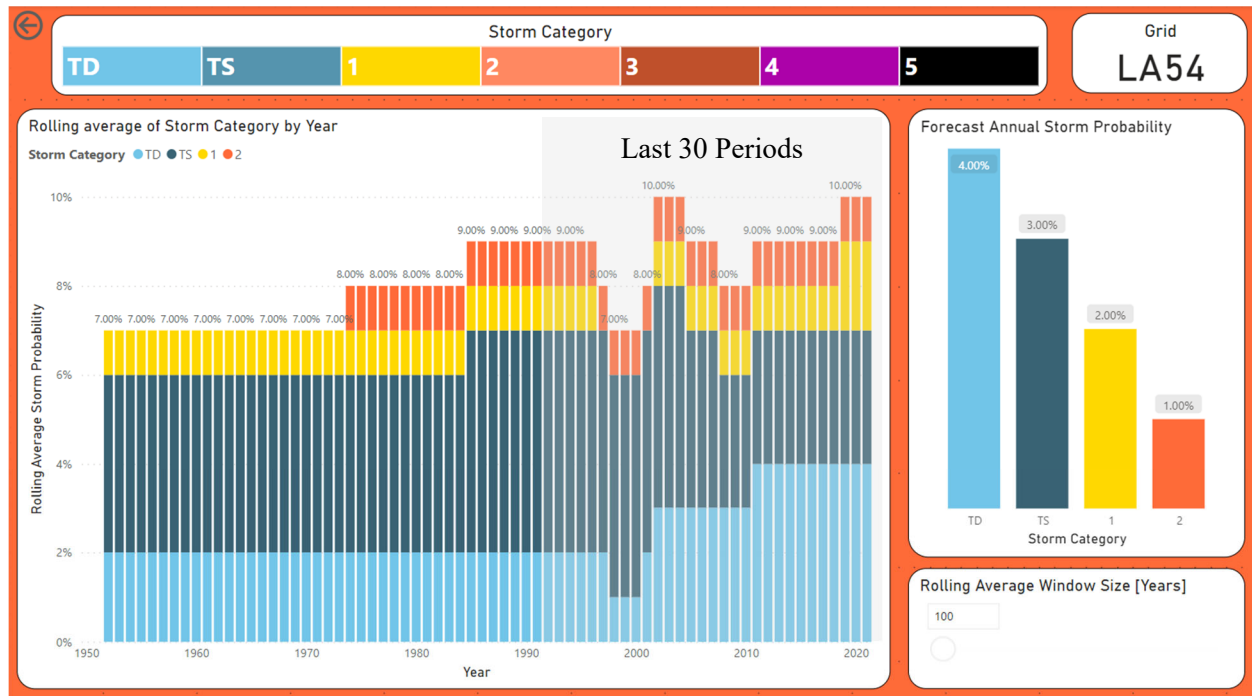 Storm Category
TD TS 1 2 3 4 5
Grid
LA54
Rolling average of Storm Category by Year
Storm Category TD TS 1 2
Last 30 Periods
Rolling Average Storm Probability
10%
8%
6%
4%
2%
0%
7.00% 7.00% 7.00% 7.00% 7.00% 7.00% 7.00% 7.00%
8.00% 8.00% 8.00% 8.00%
9.00% 9.00% 9.00% 9.00%
8.00%
7.00%
8.00%
10.00%
9.00%
8.00%
9.00% 9.00% 9.00%
10.00%
1950 1960 1970 1980 1990 2000 2010 2020
Year
Forecast Annual Storm Probability
4.00%
3.00%
2.00%
1.00%
TD TS 1 2
Storm Category
Rolling Average Window Size [Years]
100